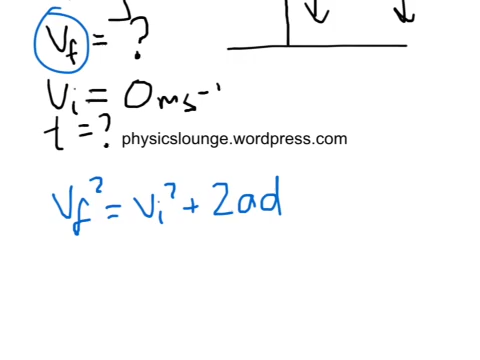 Vf = ?
Vi = 0 ms⁻¹
t = ?
physicslounge.wordpress.com
Vf² = Vi² + 2ad